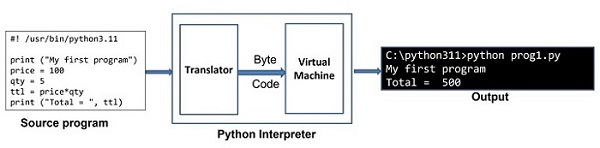 #! /usr/bin/python3.11
print ("My first program")
price = 100
qty = 5
ttl = price*qty
print ("Total = ", ttl)
Source program
Translator
Byte
Code
Virtual
Machine
Python Interpreter
C:\python311>python prog1.py
My first program
Total =  500
Output